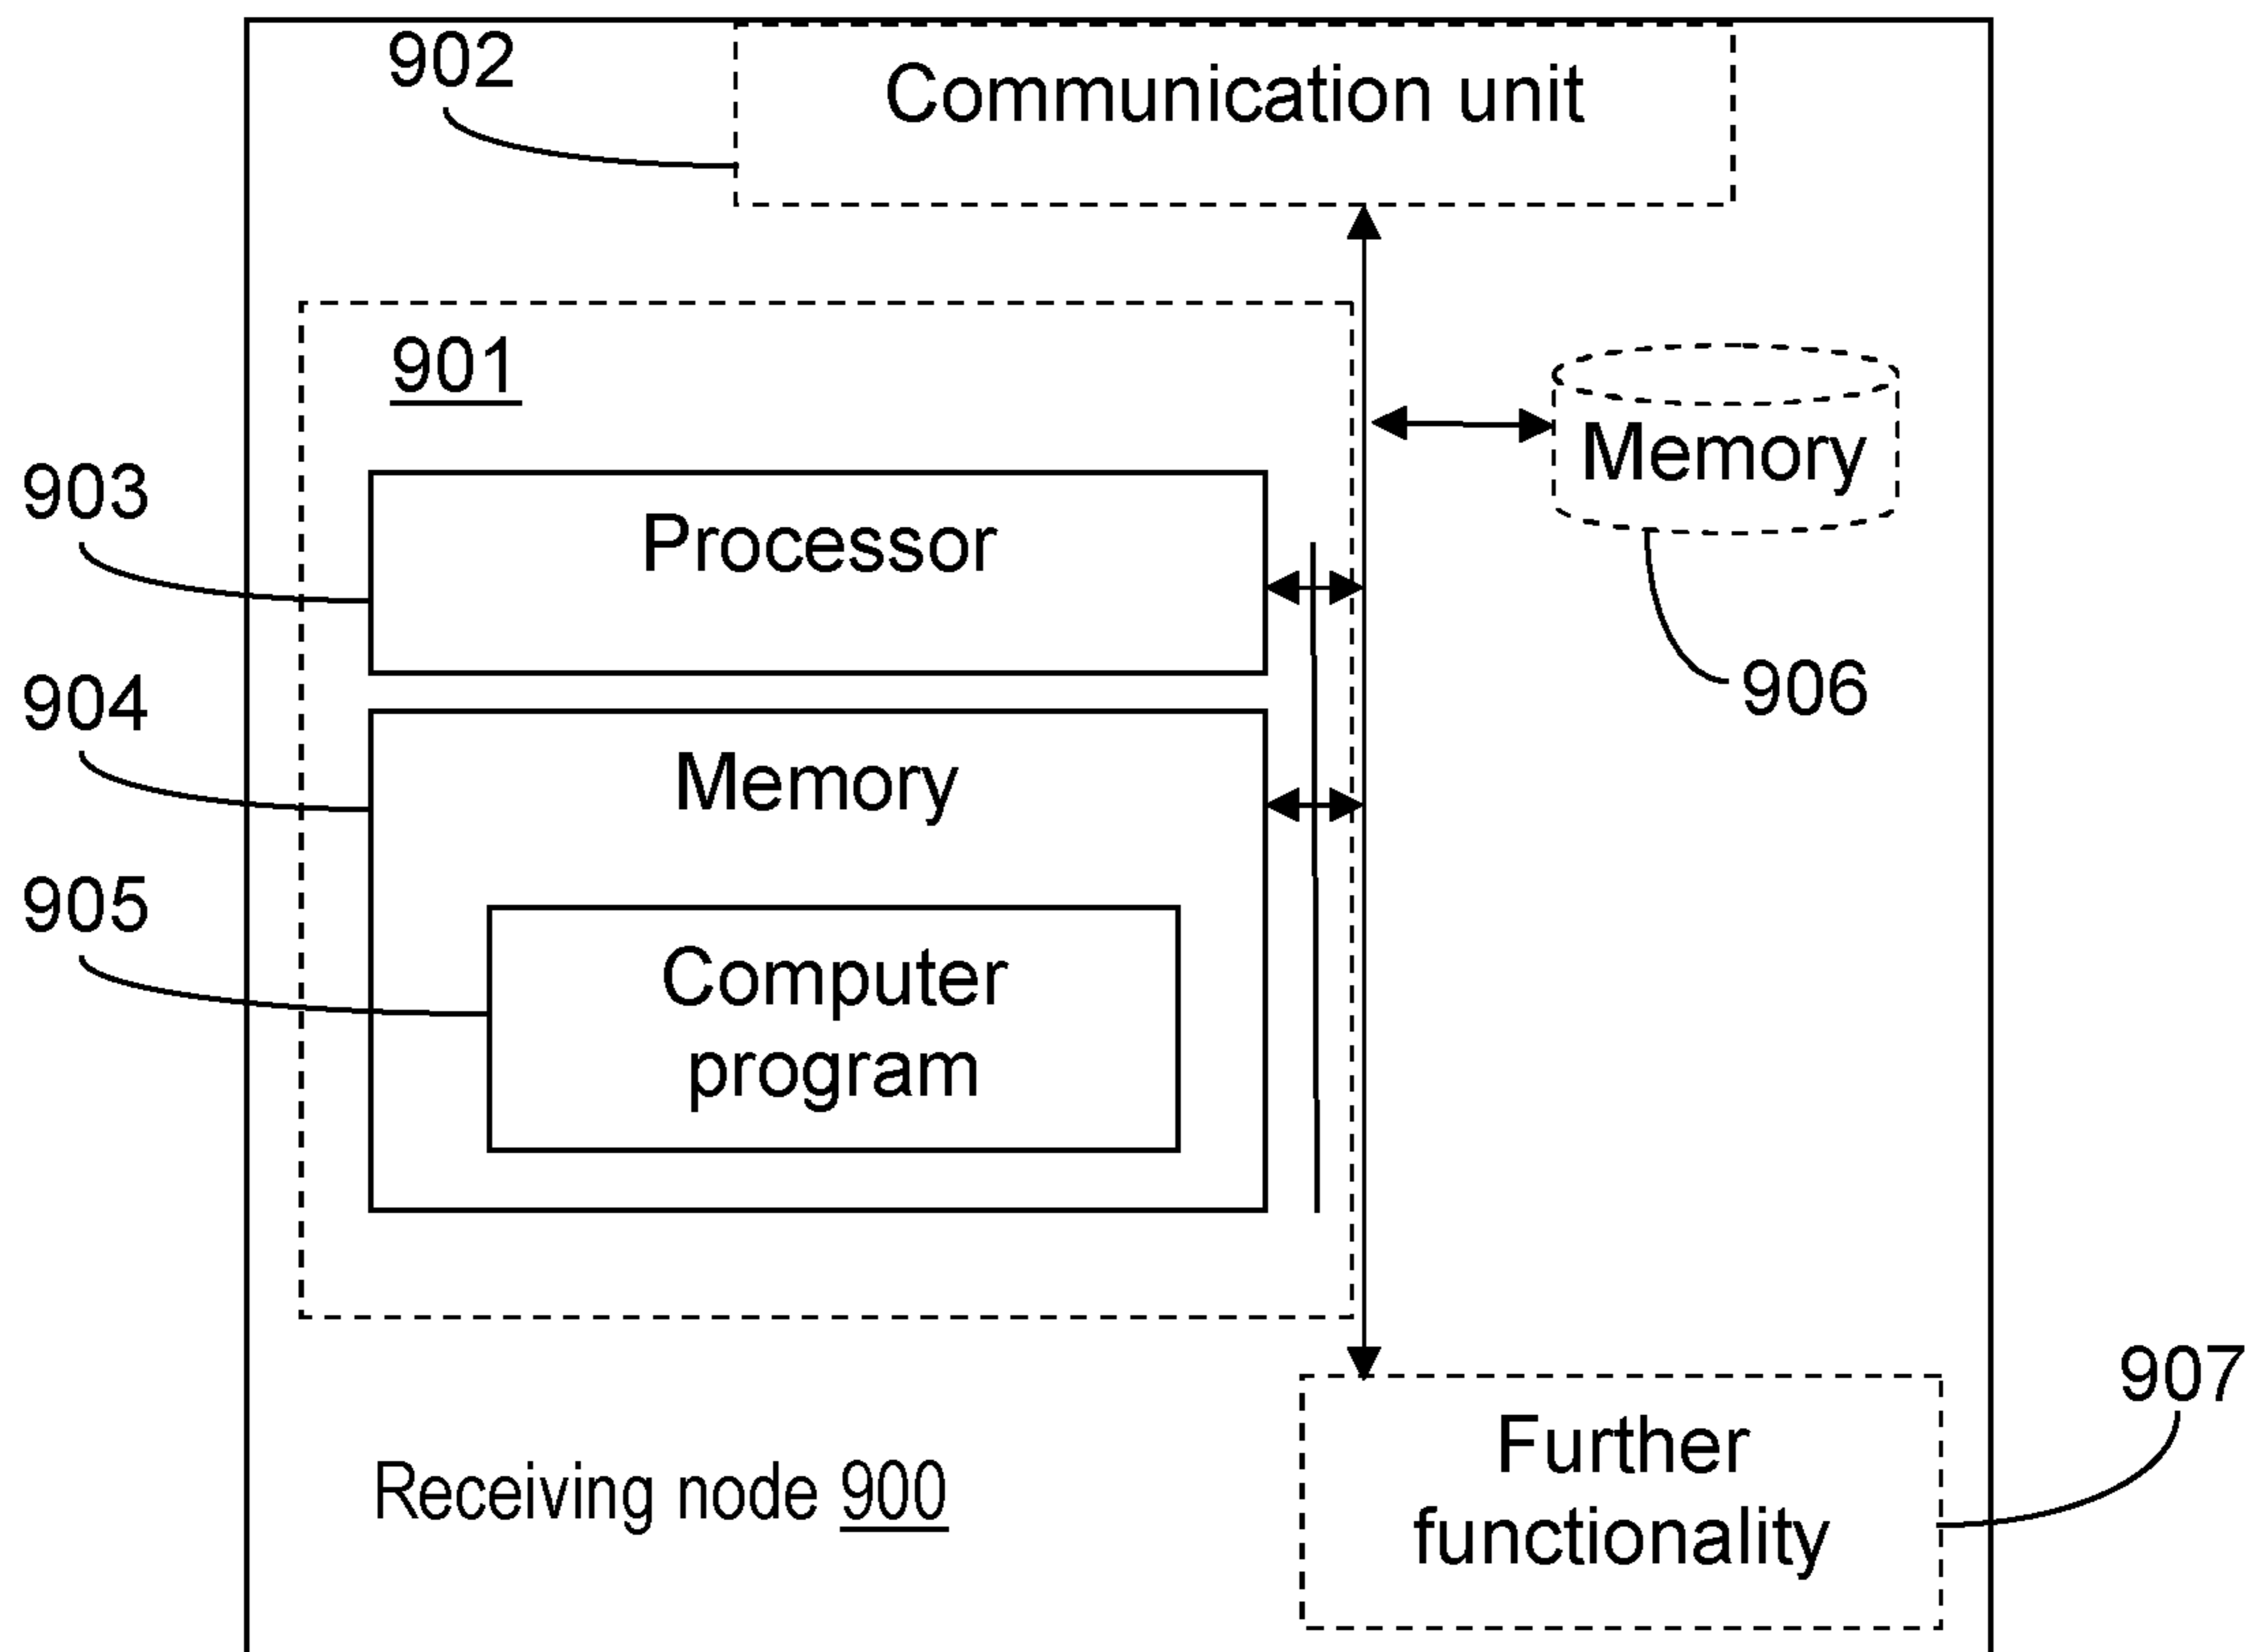 902
Communication unit
901
903
Processor
Memory
906
904
Memory
905
Computer
program
907
Further
functionality
Receiving node 900